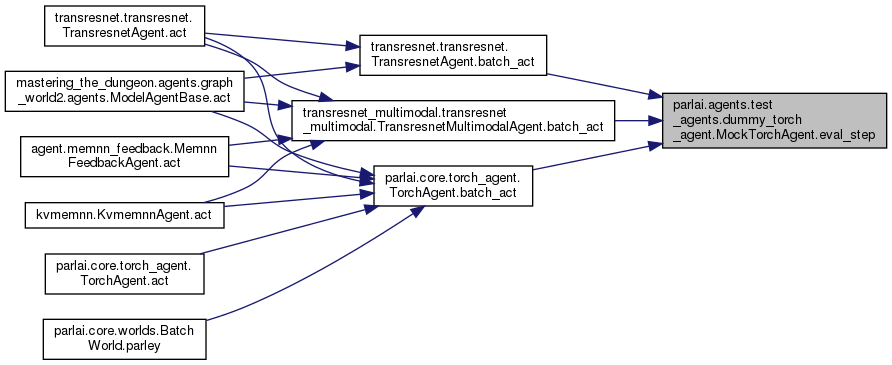 transresnet.transresnet.
TransresnetAgent.act
mastering_the_dungeon.agents.graph
_world2.agents.ModelAgentBase.act
agent.memnn_feedback.Memnn
FeedbackAgent.act
kvmemnn.KvmemnnAgent.act
parlai.core.torch_agent.
TorchAgent.act
parlai.core.worlds.Batch
World.parley
transresnet.transresnet.
TransresnetAgent.batch_act
transresnet_multimodal.transresnet
_multimodal.TransresnetMultimodalAgent.batch_act
parlai.core.torch_agent.
TorchAgent.batch_act
parlai.agents.test
_agents.dummy_torch
_agent.MockTorchAgent.eval_step